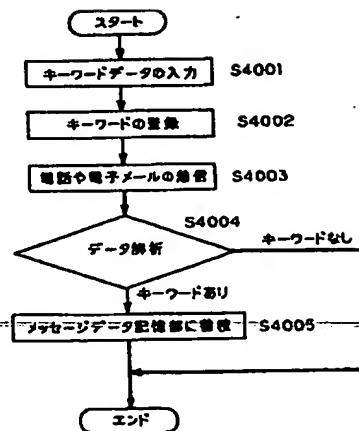 スタート
キーワードデータの入力 S4001
キーワードの登録 S4002
電話や電子メールの着信 S4003
S4004
データ解析
キーワードなし
キーワードあり
メッセージデータ記憶部に蓄積 S4005
エンド